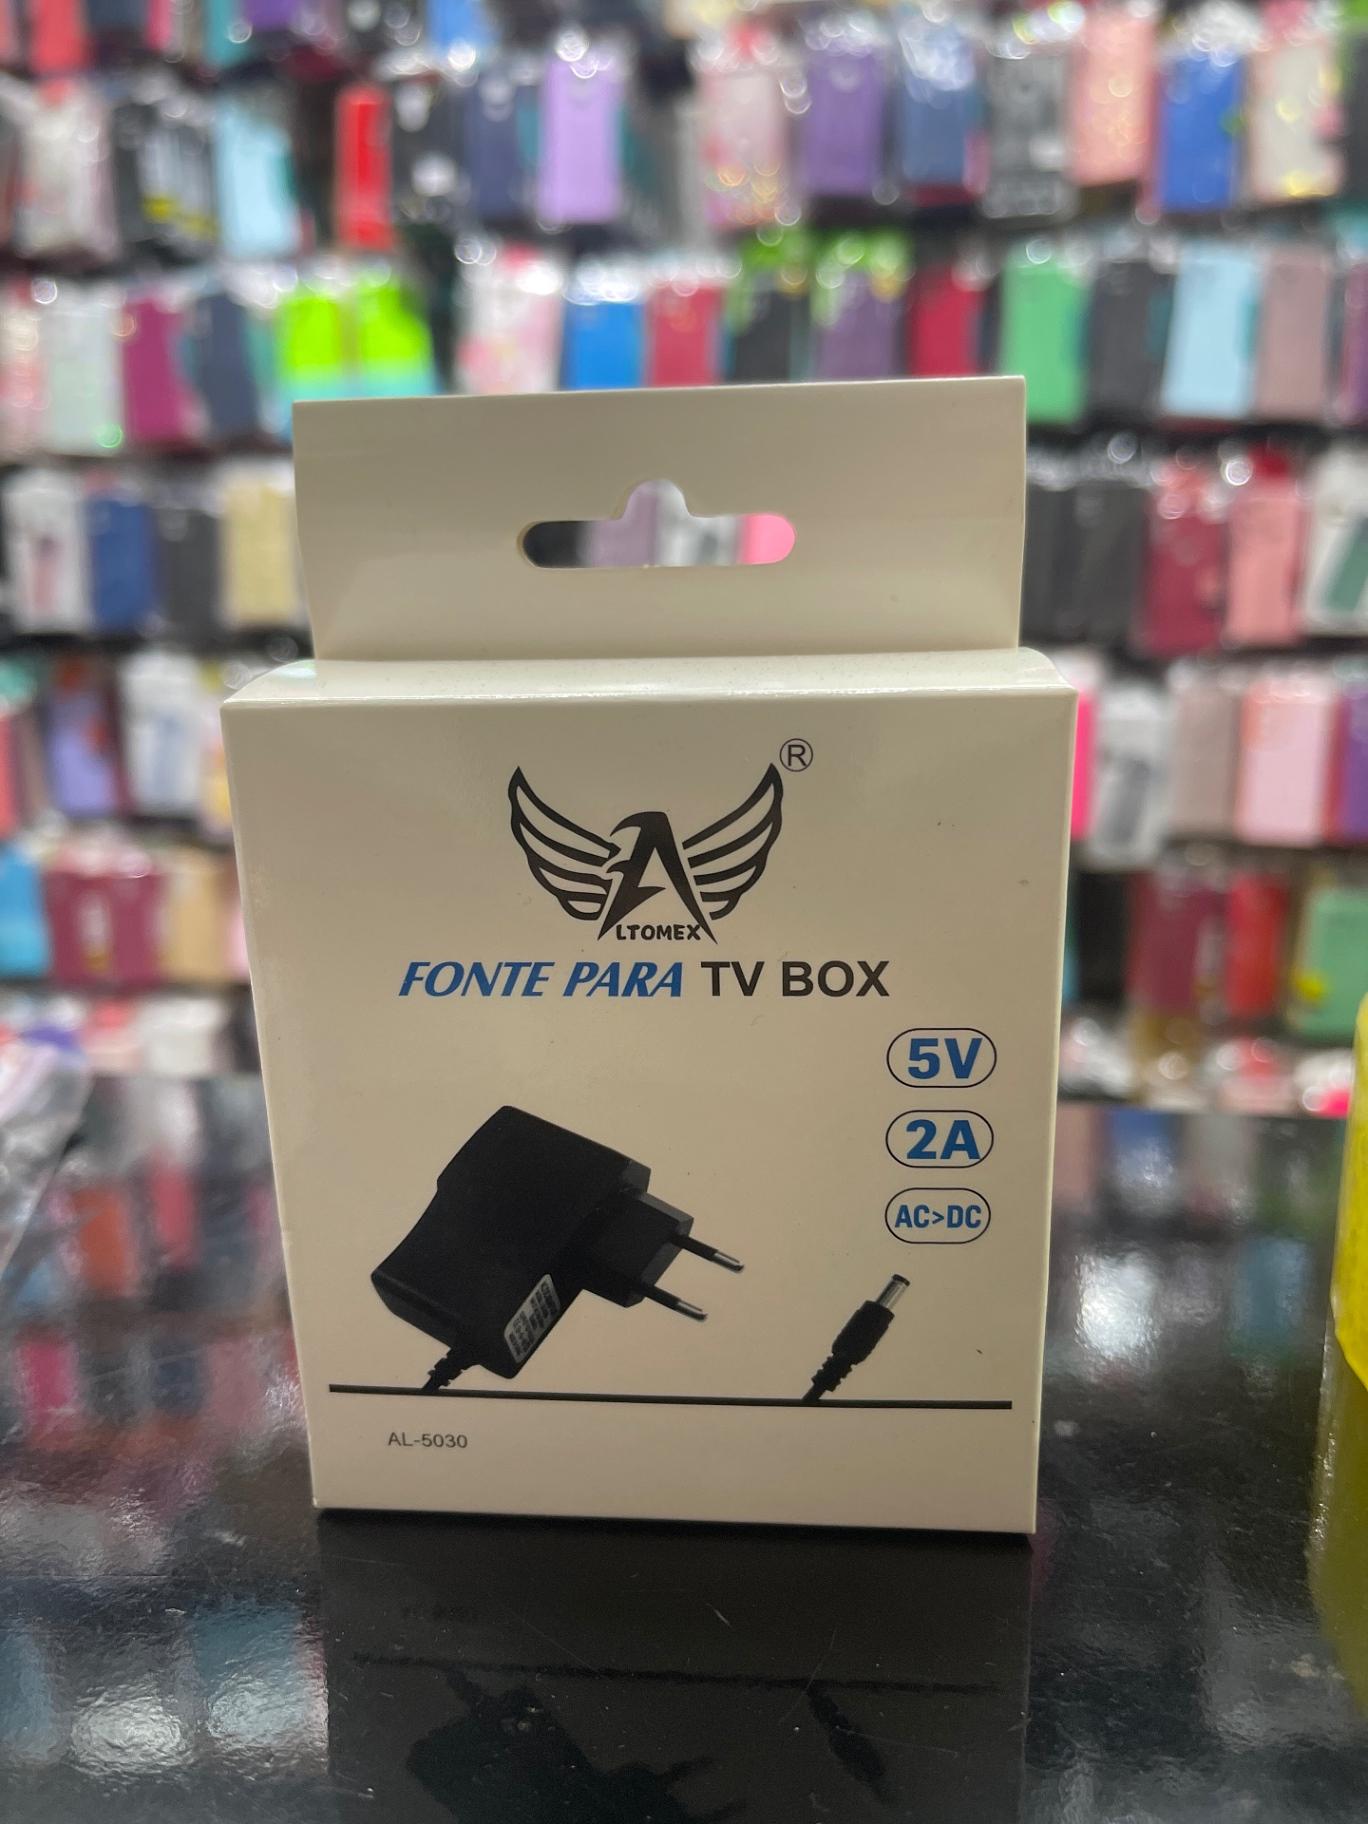 ®
LTOMEX
FONTE PARA TV BOX
5V
2A
AC>DC
AL-5030